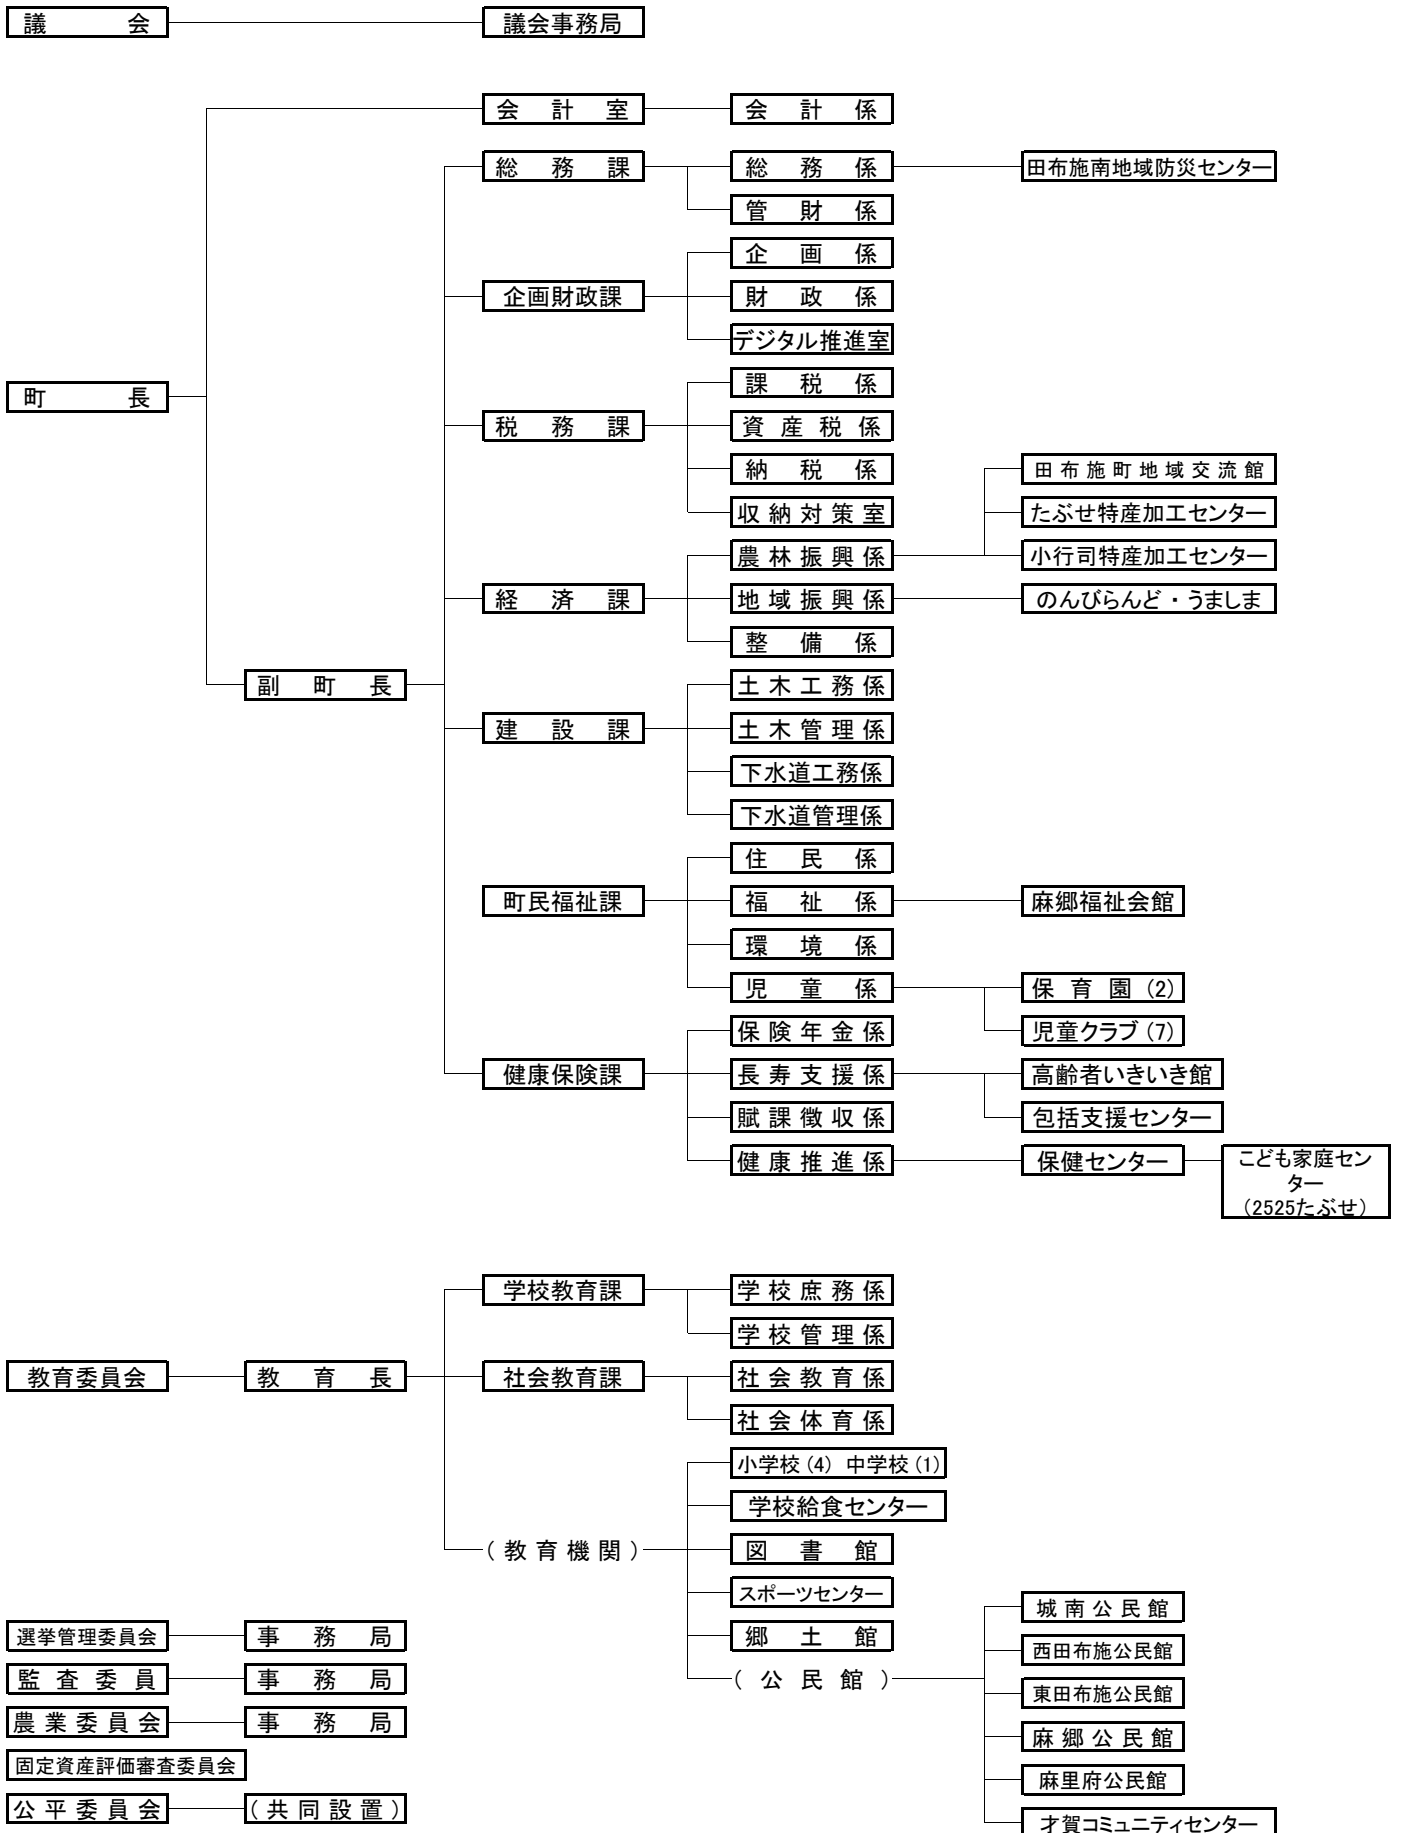 議会 議会事務局
会計室 会計係
総務課 総務係 田布施南地域防災センター
管財係
企画係
企画財政課 財政係
デジタル推進室
課税係
町長
税務課 資産税係
納税係 田布施町地域交流館
収納対策室 たぶせ特産加工センター
農林振興係 小行司特産加工センター
経済課 地域振興係 のんびらんど・うましま
整備係
副町長 土木工務係
建設課 土木管理係
下水道工務係
下水道管理係
住民係
町民福祉課 福祉係 麻郷福祉会館
環境係
児童係 保育園(2)
保険年金係 児童クラブ(7)
健康保険課 長寿支援係 高齢者いきいき館
賦課徴収係 包括支援センター
健康推進係 保健センター こども家庭セン
ター
(2525たぶせ)
学校教育課 学校庶務係
学校管理係
教育委員会 教育長 社会教育課 社会教育係
社会体育係
小学校(4) 中学校(1)
学校給食センター
(教育機関) 図書館
スポーツセンター
城南公民館
選挙管理委員会 事務局 郷土館
西田布施公民館
監査委員 事務局 (公民館)
東田布施公民館
農業委員会 事務局
麻郷公民館
固定資産評価審査委員会
麻里府公民館
公平委員会 (共同設置)
才賀コミュニティセンター